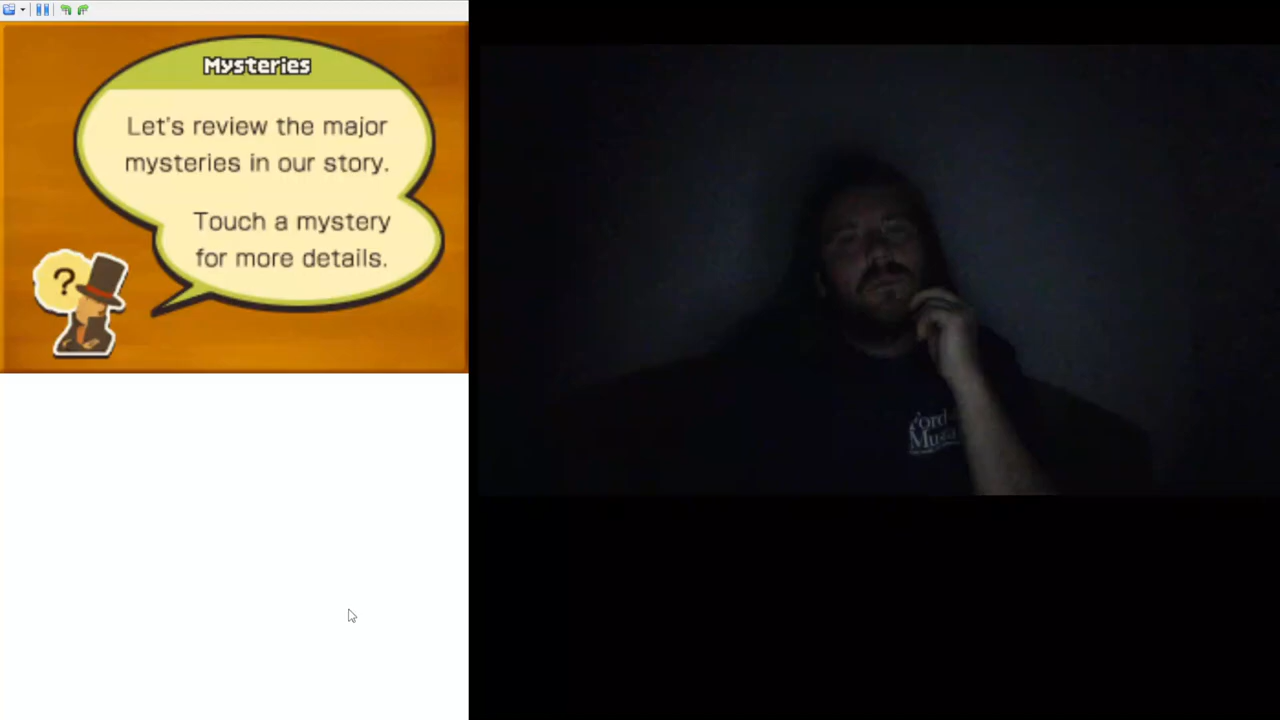 Mysteries
Let's review the major
mysteries in our story.
Touch a mystery
for more details.
?